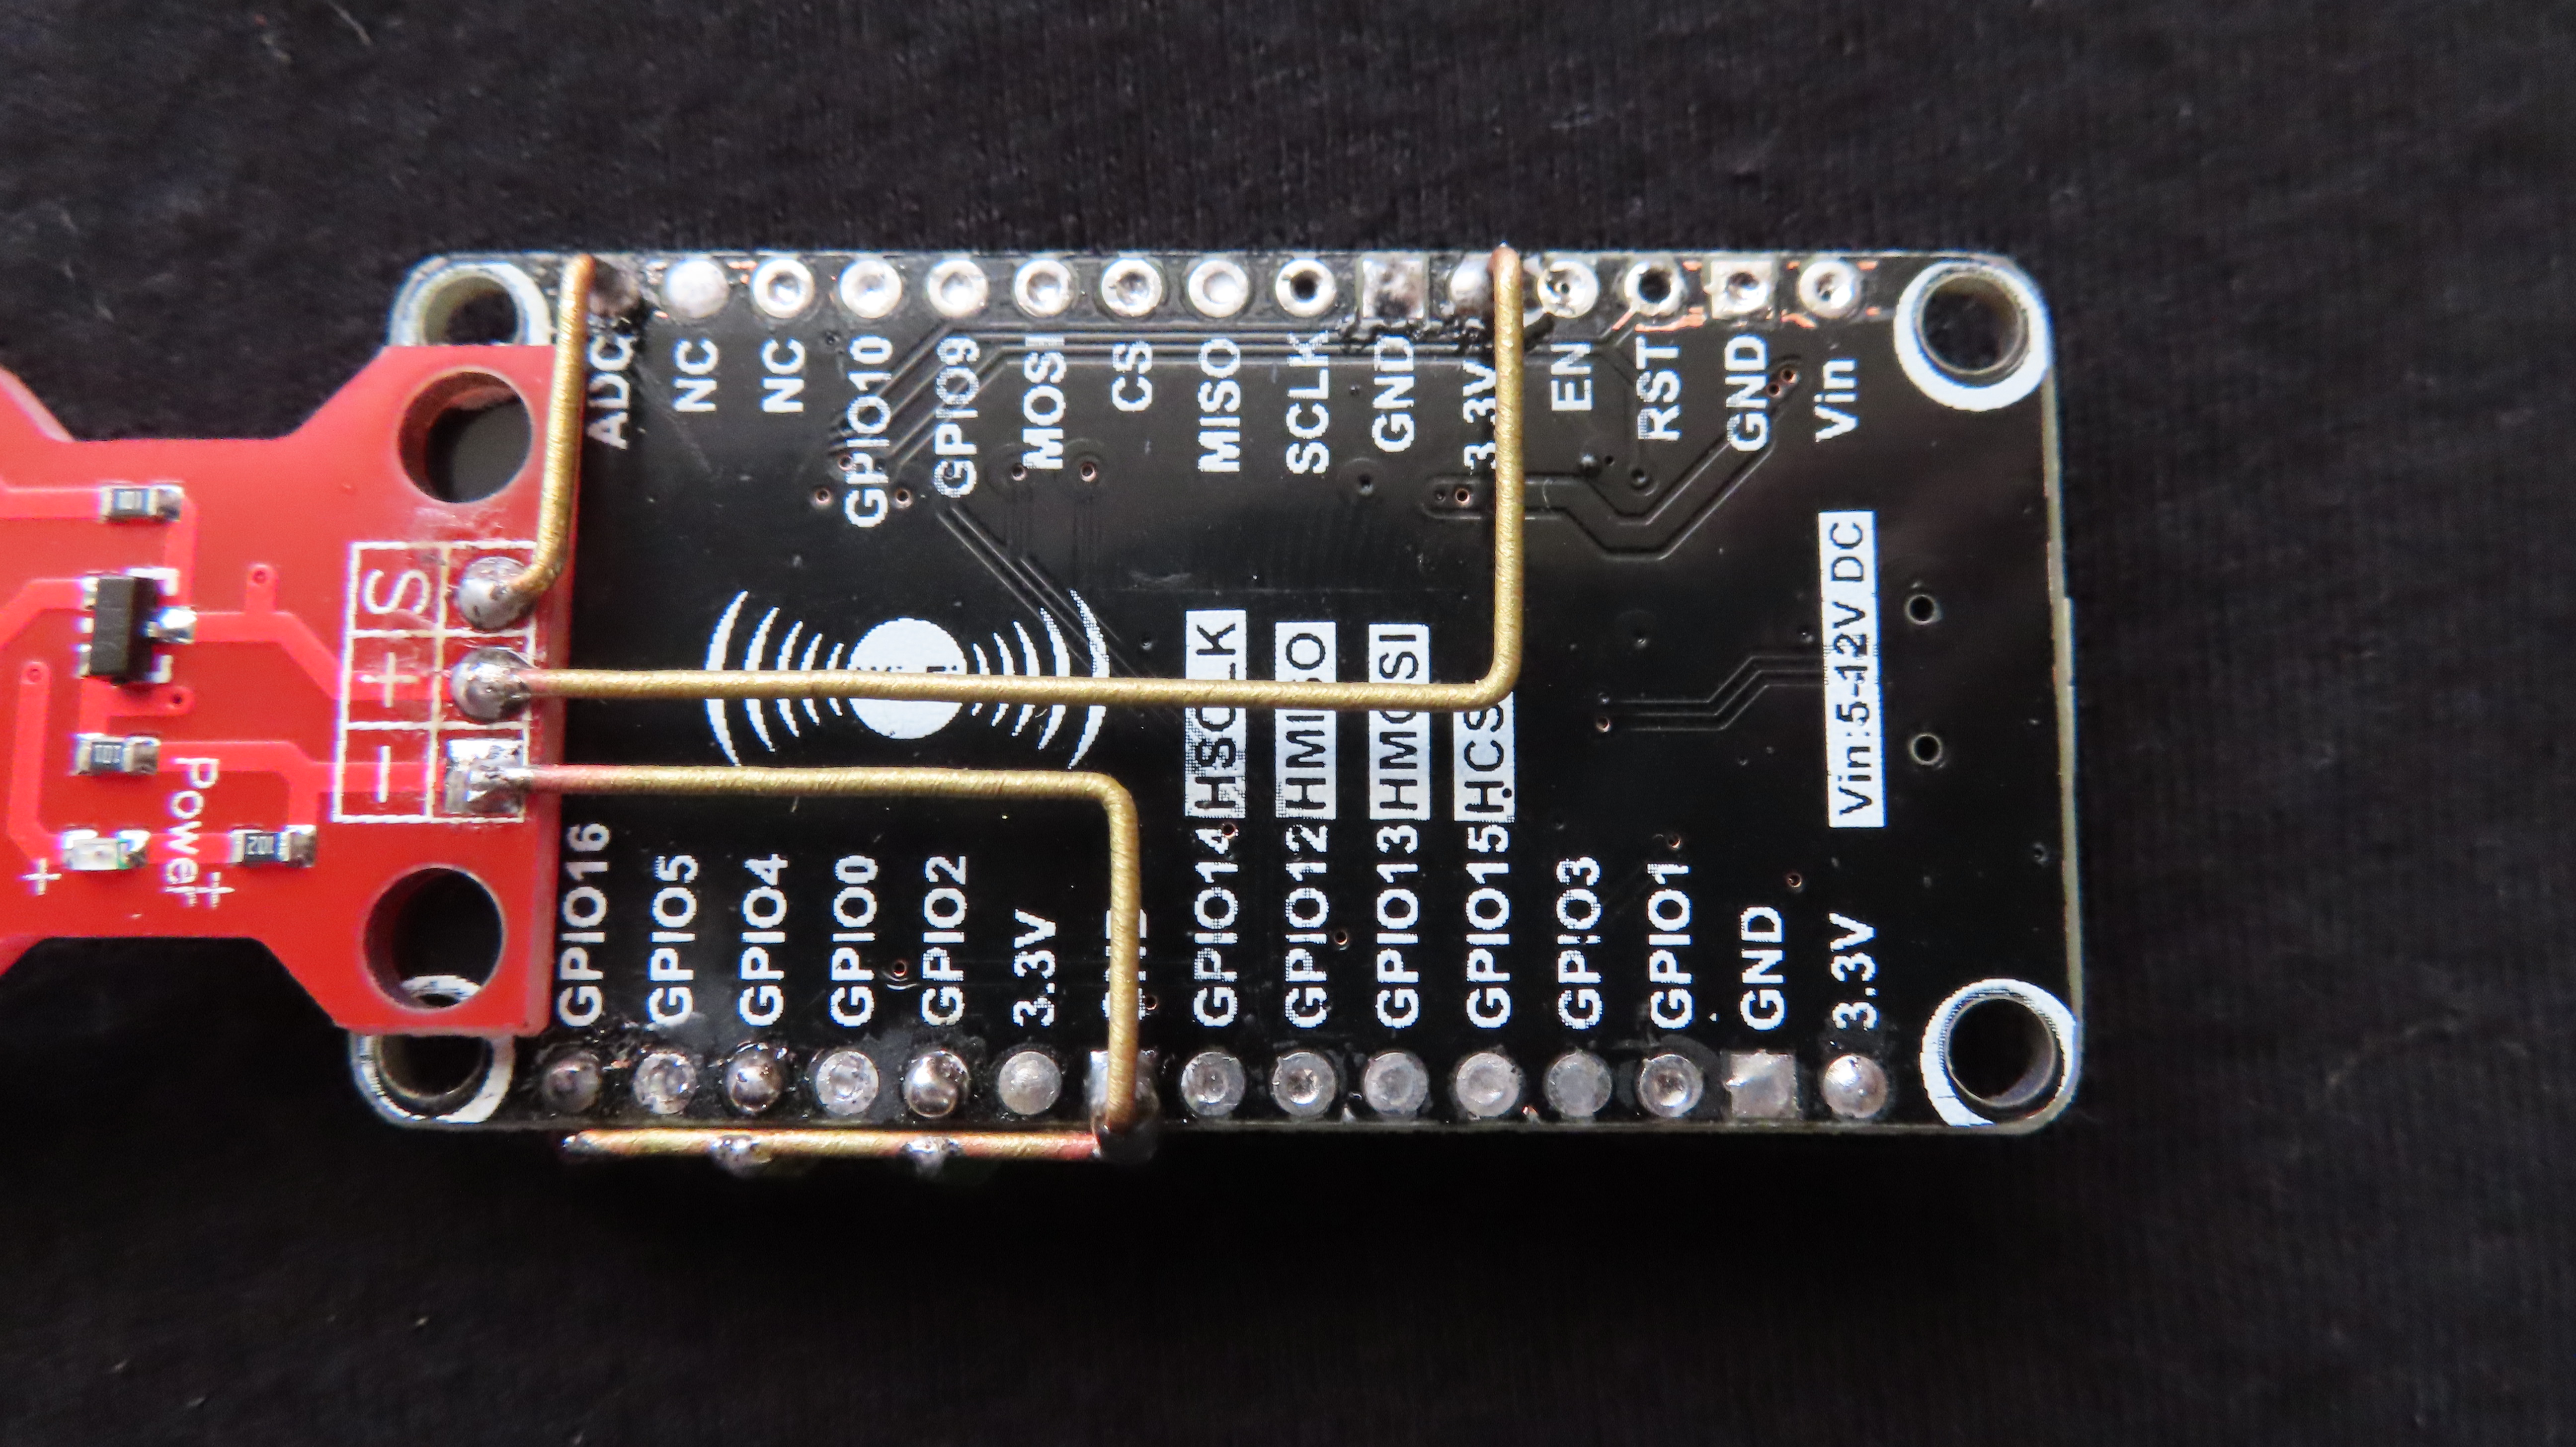 ADC
NC
NC
GPIO10
GPIO9
MOSI
CS
MISO
SCLK
GND
3.3V
EN
RST
GND
Vin
S
+
-
Power
+
+
101
201
Vin:5-12V DC
GPIO16
GPIO5
GPIO4
GPIO0
GPIO2
3.3V
GPIO14
GPIO12
GPIO13 HMOSI
GPIO15 HCS
GPIO3
GPIO1
GND
3.3V